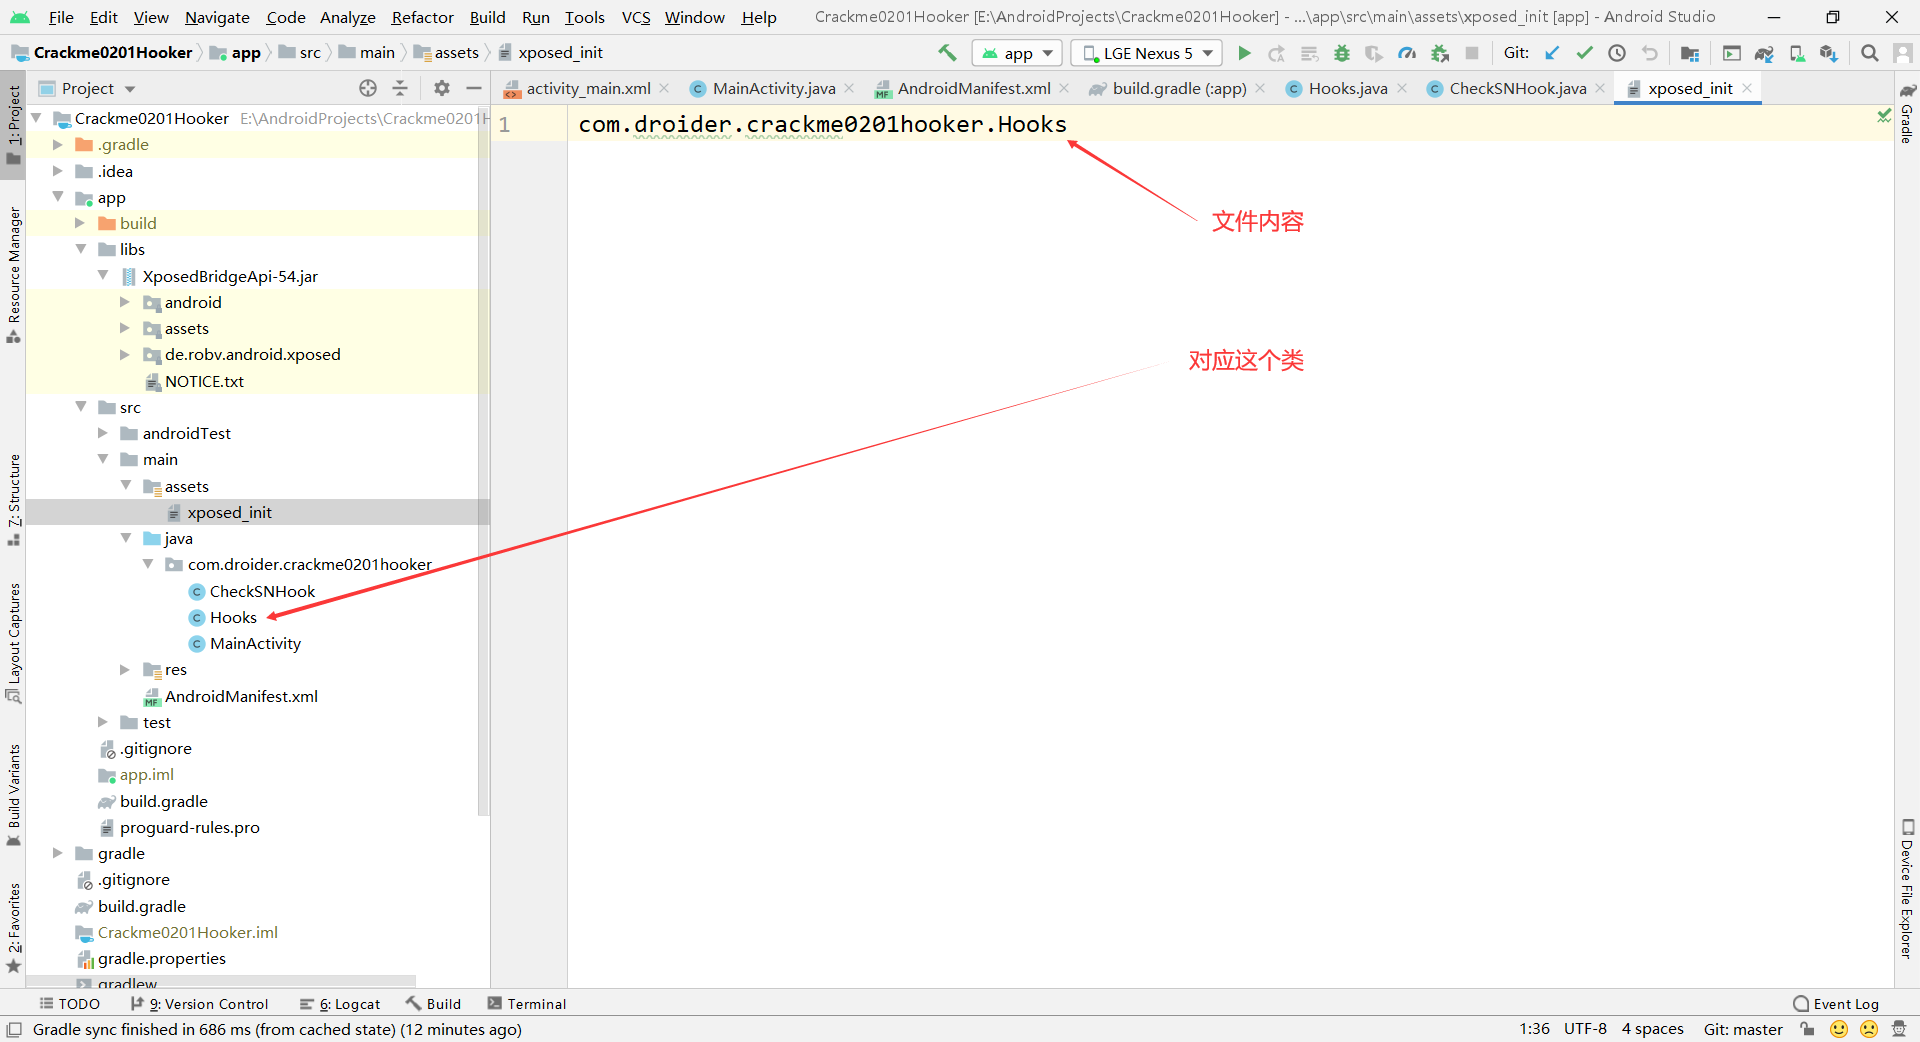 File Edit View Navigate Code Analyze Refactor Build Run Tools VCS Window Help Crackme0201Hooker [E:\AndroidProjects\Crackme0201Hooker] - ...\app\src\main\assets\xposed_init [app] - Android Studio
Crackme0201Hooker app src main assets xposed_init app LGE Nexus 5 Git:
Project activity_main.xml MainActivity.java AndroidManifest.xml build.gradle (:app) Hooks.java CheckSNHook.java xposed_init
1: Project
Resource Manager
Z: Structure
Layout Captures
Build Variants
2: Favorites
Crackme0201Hooker E:\AndroidProjects\Crackme0201H
.gradle
.idea
app
build
libs
XposedBridgeApi-54.jar
android
assets
de.robv.android.xposed
NOTICE.txt
src
androidTest
main
assets
xposed_init
java
com.droider.crackme0201hooker
CheckSNHook
Hooks
MainActivity
res
AndroidManifest.xml
test
.gitignore
app.iml
build.gradle
proguard-rules.pro
gradle
.gitignore
build.gradle
Crackme0201Hooker.iml
gradle.properties
gradlew
1 com.droider.crackme0201hooker.Hooks
文件内容
对应这个类
Gradle
Device File Explorer
TODO 9: Version Control 6: Logcat Build Terminal Event Log
Gradle sync finished in 686 ms (from cached state) (12 minutes ago) 1:36 UTF-8 4 spaces Git: master